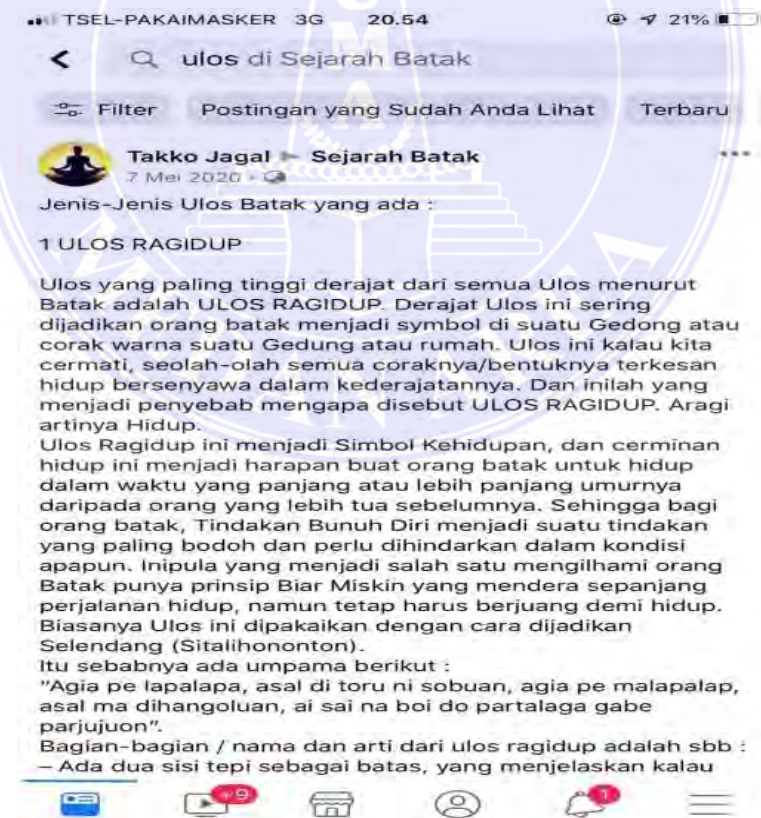 TSEL-PAKAIMASKER 3G 20.54 21%
ulos di Sejarah Batak
Filter Postingan yang Sudah Anda Lihat Terbaru
Takko Jagal ▶ Sejarah Batak
7 Mei 2020
Jenis-Jenis Ulos Batak yang ada :
1 ULOS RAGIDUP
Ulos yang paling tinggi derajat dari semua Ulos menurut
Batak adalah ULOS RAGIDUP. Derajat Ulos ini sering
dijadikan orang batak menjadi symbol di suatu Gedong atau
corak warna suatu Gedung atau rumah. Ulos ini kalau kita
cermati, seolah-olah semua coraknya/bentuknya terkesan
hidup bersenyawa dalam kederajatannya. Dan inilah yang
menjadi penyebab mengapa disebut ULOS RAGIDUP. Aragi
artinya Hidup.
Ulos Ragidup ini menjadi Simbol Kehidupan, dan cerminan
hidup ini menjadi harapan buat orang batak untuk hidup
dalam waktu yang panjang atau lebih panjang umurnya
daripada orang yang lebih tua sebelumnya. Sehingga bagi
orang batak, Tindakan Bunuh Diri menjadi suatu tindakan
yang paling bodoh dan perlu dihindarkan dalam kondisi
apapun. Inipula yang menjadi salah satu mengilhami orang
Batak punya prinsip Biar Miskin yang mendera sepanjang
perjalanan hidup, namun tetap harus berjuang demi hidup.
Biasanya Ulos ini dipakaikan dengan cara dijadikan
Selendang (Sitalihononton).
Itu sebabnya ada umpama berikut :
"Agia pe lapalapa, asal di toru ni sobuan, agia pe malapalap,
asal ma dihangoluan, ai sai na boi do partalaga gabe
parjujuon".
Bagian-bagian / nama dan arti dari ulos ragidup adalah sbb :
– Ada dua sisi tepi sebagai batas, yang menjelaskan kalau
+9 1